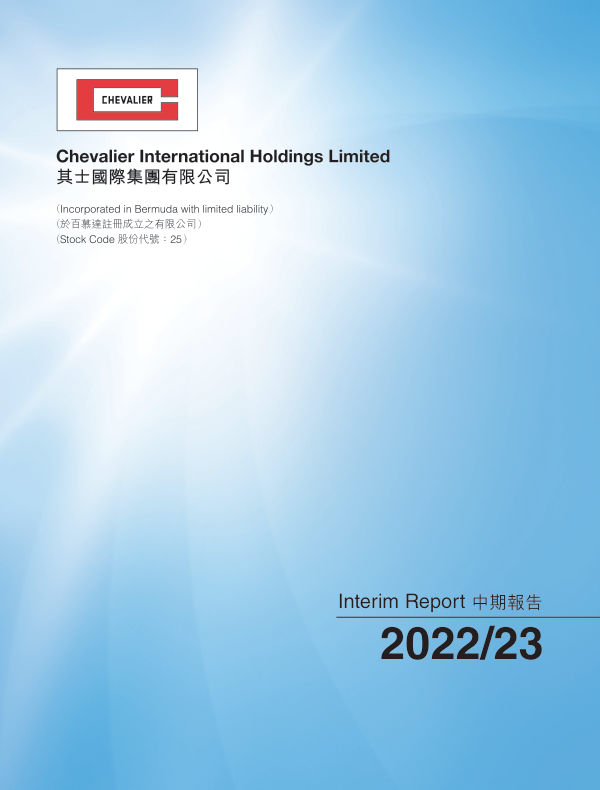 CHEVALIER
Chevalier International Holdings Limited
其士國際集團有限公司
(Incorporated in Bermuda with limited liability)
(於百慕達註冊成立之有限公司)
(Stock Code 股份代號：25)
Interim Report 中期報告
2022/23